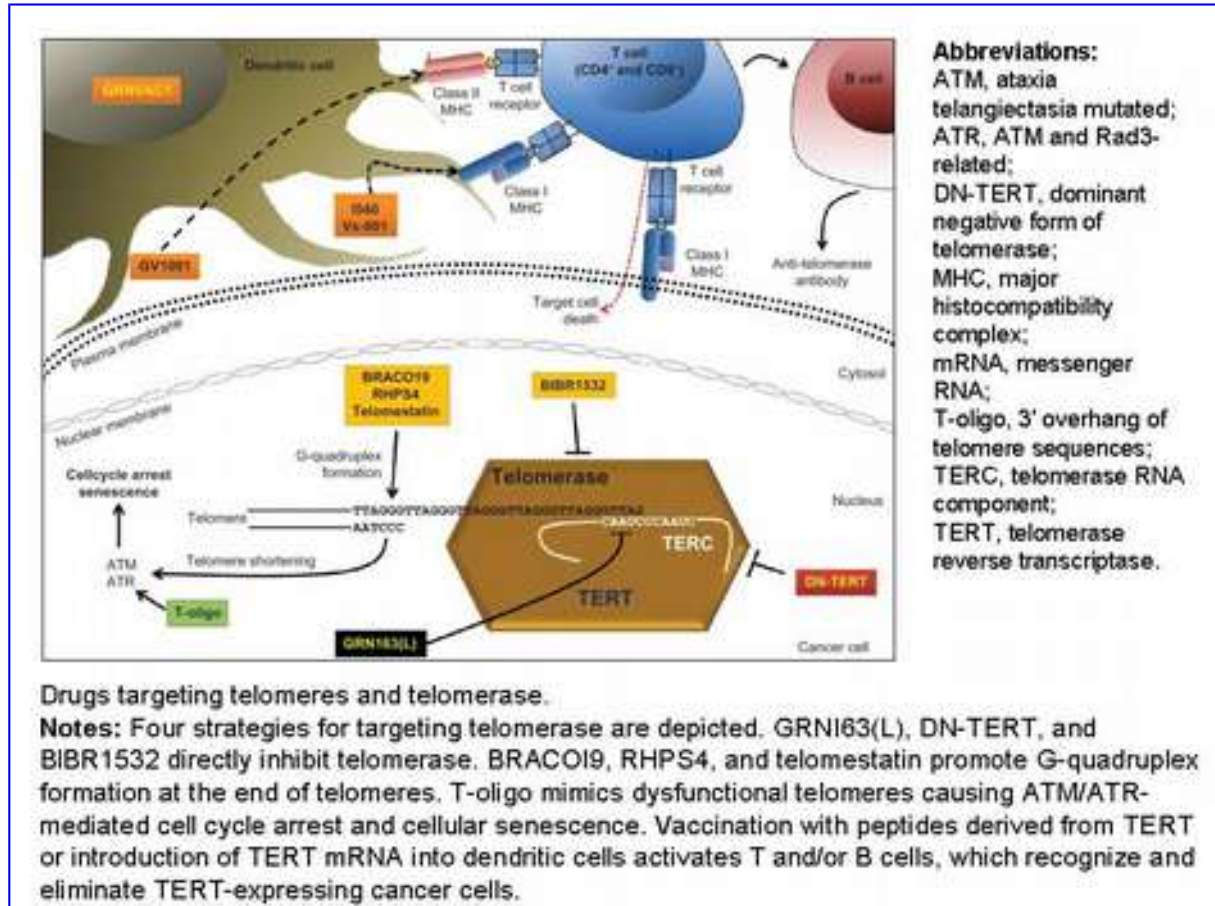 Dendritic cell
GRNVAC1
Class II
MHC
T cell
receptor
T cell
(CD4+ and CD8+)
B cell
I540
Vx-001
Class I
MHC
GV1001
T cell
receptor
Class I
MHC
Target cell
death
Anti-telomerase
antibody
Plasma membrane
Nuclear membrane
Cytosol
BRACO19
RHPS4
Telomestatin
BIBR1532
G-quadruplex
formation
Cellcycle arrest
senescence
Telomerase
Nucleus
Telomere
TTAGGGTTAGGGTTAGGGTTAGGGTTAGGGTTAG
AATCCC
TERC
Telomere shortening
ATM
ATR
T-oligo
TERT
DN-TERT
GRN163(L)
Cancer cell
Abbreviations:
ATM, ataxia
telangiectasia mutated;
ATR, ATM and Rad3-
related;
DN-TERT, dominant
negative form of
telomerase;
MHC, major
histocompatibility
complex;
mRNA, messenger
RNA;
T-oligo, 3' overhang of
telomere sequences;
TERC, telomerase RNA
component;
TERT, telomerase
reverse transcriptase.
Drugs targeting telomeres and telomerase.
Notes: Four strategies for targeting telomerase are depicted. GRNI63(L), DN-TERT, and
BIBR1532 directly inhibit telomerase. BRACOI9, RHPS4, and telomestatin promote G-quadruplex
formation at the end of telomeres. T-oligo mimics dysfunctional telomeres causing ATM/ATR-
mediated cell cycle arrest and cellular senescence. Vaccination with peptides derived from TERT
or introduction of TERT mRNA into dendritic cells activates T and/or B cells, which recognize and
eliminate TERT-expressing cancer cells.